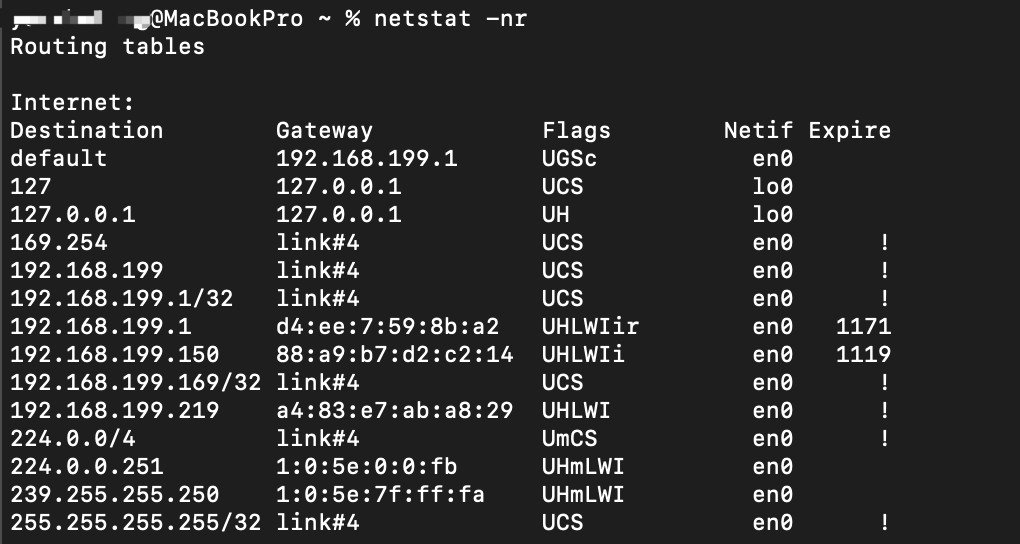 @MacBookPro ~ % netstat -nr
Routing tables
Internet:
Destination Gateway Flags Netif Expire
default 192.168.199.1 UGSc en0
127 127.0.0.1 UCS lo0
127.0.0.1 127.0.0.1 UH lo0
169.254 link#4 UCS en0 !
192.168.199 link#4 UCS en0 !
192.168.199.1/32 link#4 UCS en0 !
192.168.199.1 d4:ee:7:59:8b:a2 UHLWIir en0 1171
192.168.199.150 88:a9:b7:d2:c2:14 UHLWIi en0 1119
192.168.199.169/32 link#4 UCS en0 !
192.168.199.219 a4:83:e7:ab:a8:29 UHLWI en0 !
224.0.0/4 link#4 UmCS en0 !
224.0.0.251 1:0:5e:0:0:fb UHmLWI en0
239.255.255.250 1:0:5e:7f:ff:fa UHmLWI en0
255.255.255.255/32 link#4 UCS en0 !